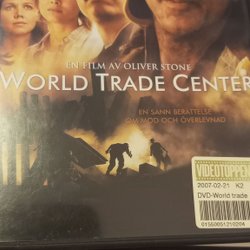 EN FILM AV OLIVER STONE
WORLD TRADE CENTER
EN SANN BERÄTTELSE
OM MOD OCH ÖVERLEVNAD
VIDEOTOPPEN
2007-02-21 K2
DVD-World trade